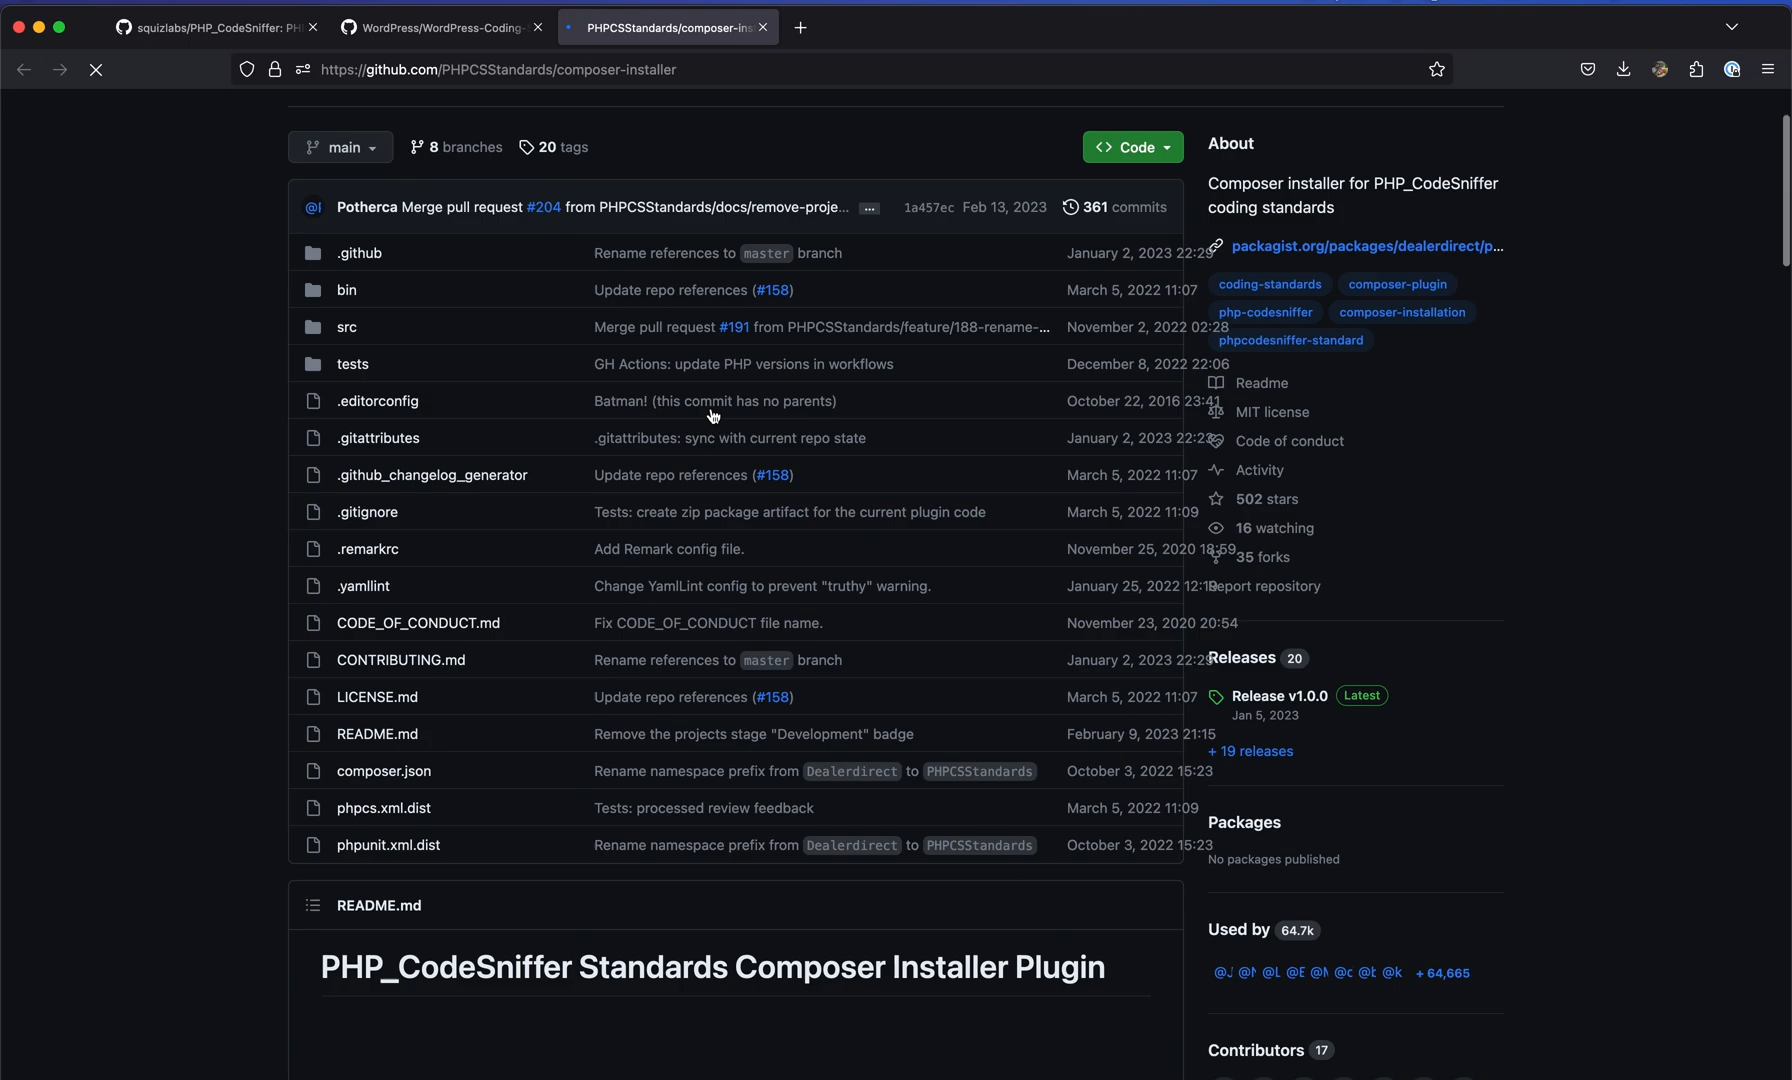 squizlabs/PHP_CodeSniffer: PH
WordPress/WordPress-Coding-
PHPCSStandards/composer-ins
https://github.com/PHPCSStandards/composer-installer
main
8 branches
20 tags
Code
Potherca Merge pull request #204 from PHPCSStandards/docs/remove-proje... ... 1a457ec Feb 13, 2023 361 commits
.github Rename references to master branch January 2, 2023 22:29
bin Update repo references (#158) March 5, 2022 11:07
src Merge pull request #191 from PHPCSStandards/feature/188-rename-... November 2, 2022 02:28
tests GH Actions: update PHP versions in workflows December 8, 2022 22:06
.editorconfig Batman! (this commit has no parents) October 22, 2016 23:41
.gitattributes .gitattributes: sync with current repo state January 2, 2023 22:23
.github_changelog_generator Update repo references (#158) March 5, 2022 11:07
.gitignore Tests: create zip package artifact for the current plugin code March 5, 2022 11:09
.remarkrc Add Remark config file. November 25, 2020 18:59
.yamllint Change YamlLint config to prevent "truthy" warning. January 25, 2022
CODE_OF_CONDUCT.md Fix CODE_OF_CONDUCT file name. November 23, 2020 20:54
CONTRIBUTING.md Rename references to master branch January 2, 2023 22:29
LICENSE.md Update repo references (#158) March 5, 2022 11:07
README.md Remove the projects stage "Development" badge February 9, 2023 21:15
composer.json Rename namespace prefix from Dealerdirect to PHPCSStandards October 3, 2022 15:23
phpcs.xml.dist Tests: processed review feedback March 5, 2022 11:09
phpunit.xml.dist Rename namespace prefix from Dealerdirect to PHPCSStandards October 3, 2022 15:23
README.md
PHP_CodeSniffer Standards Composer Installer Plugin
About
Composer installer for PHP_CodeSniffer
coding standards
packagist.org/packages/dealerdirect/p...
coding-standards composer-plugin
php-codesniffer composer-installation
phpcodesniffer-standard
Readme
MIT license
Code of conduct
Activity
502 stars
16 watching
35 forks
Report repository
Releases 20
Release v1.0.0 Latest
Jan 5, 2023
+ 19 releases
Packages
No packages published
Used by 64.7k
+ 64,665
Contributors 17